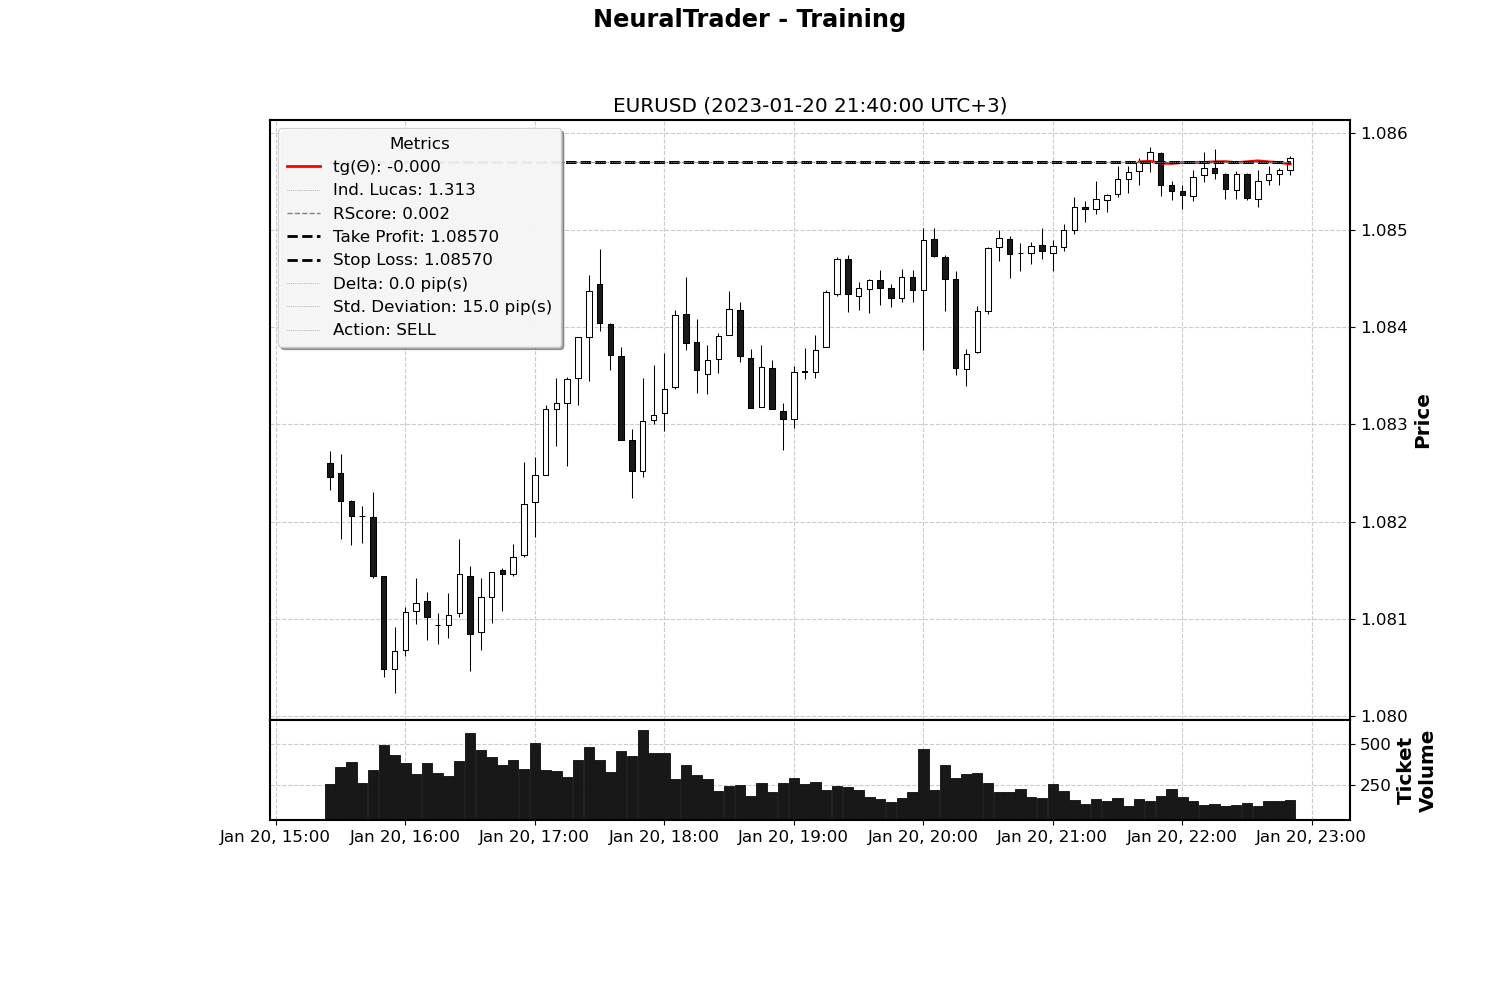 NeuralTrader - Training
EURUSD (2023-01-20 21:40:00 UTC+3)
Metrics
tg(Θ): -0.000
Ind. Lucas: 1.313
RScore: 0.002
Take Profit: 1.08570
Stop Loss: 1.08570
Delta: 0.0 pip(s)
Std. Deviation: 15.0 pip(s)
Action: SELL
1.086
1.085
1.084
1.083
1.082
1.081
1.080
Price
500
250
Ticket
Volume
Jan 20, 15:00 Jan 20, 16:00 Jan 20, 17:00 Jan 20, 18:00 Jan 20, 19:00 Jan 20, 20:00 Jan 20, 21:00 Jan 20, 22:00 Jan 20, 23:00